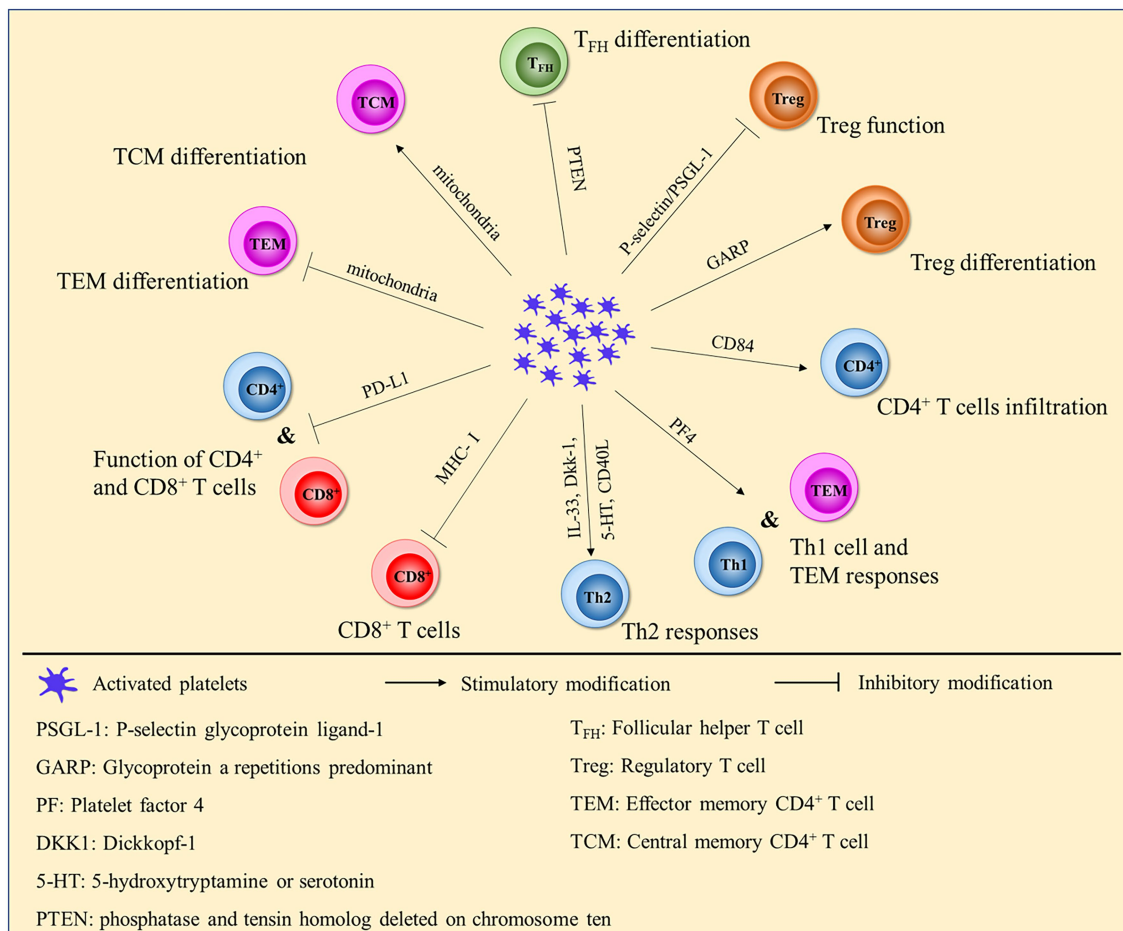 T_FH
T_FH differentiation
TCM
TCM differentiation
mitochondria
PTEN
Treg
Treg function
P-selectin/PSGL-1
Treg
Treg differentiation
GARP
TEM
TEM differentiation
mitochondria
CD84
CD4⁺
CD4⁺ T cells infiltration
PD-L1
CD4⁺
&
CD8⁺
Function of CD4⁺
and CD8⁺ T cells
MHC- I
CD8⁺
CD8⁺ T cells
IL-33, Dkk-1,
5-HT, CD40L
Th2
Th2 responses
PF4
TEM
&
Th1
Th1 cell and
TEM responses
Activated platelets
Stimulatory modification
Inhibitory modification
PSGL-1: P-selectin glycoprotein ligand-1
GARP: Glycoprotein a repetitions predominant
PF: Platelet factor 4
DKK1: Dickkopf-1
5-HT: 5-hydroxytryptamine or serotonin
PTEN: phosphatase and tensin homolog deleted on chromosome ten
T_FH: Follicular helper T cell
Treg: Regulatory T cell
TEM: Effector memory CD4⁺ T cell
TCM: Central memory CD4⁺ T cell